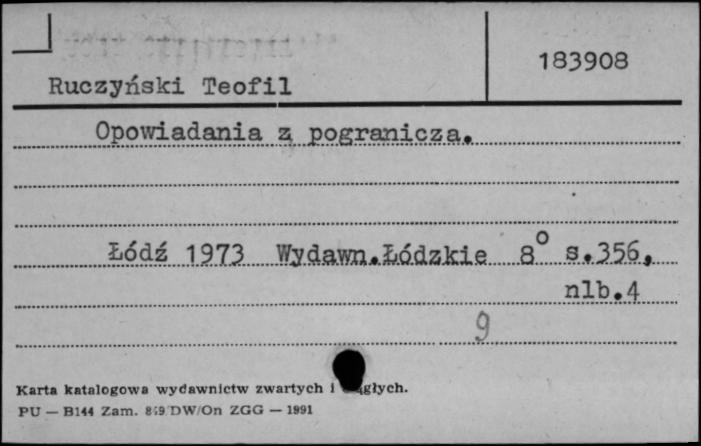 183908
Ruczyński Teofil
Opowiadania z pogranicza.
Łódź 1973 Wydawn.Łódzkie 8° s.356,
nlb.4
9
Karta katalogowa wydawnictw zwartych i
PU — B144 Zam. DW/On ZGG — 1991